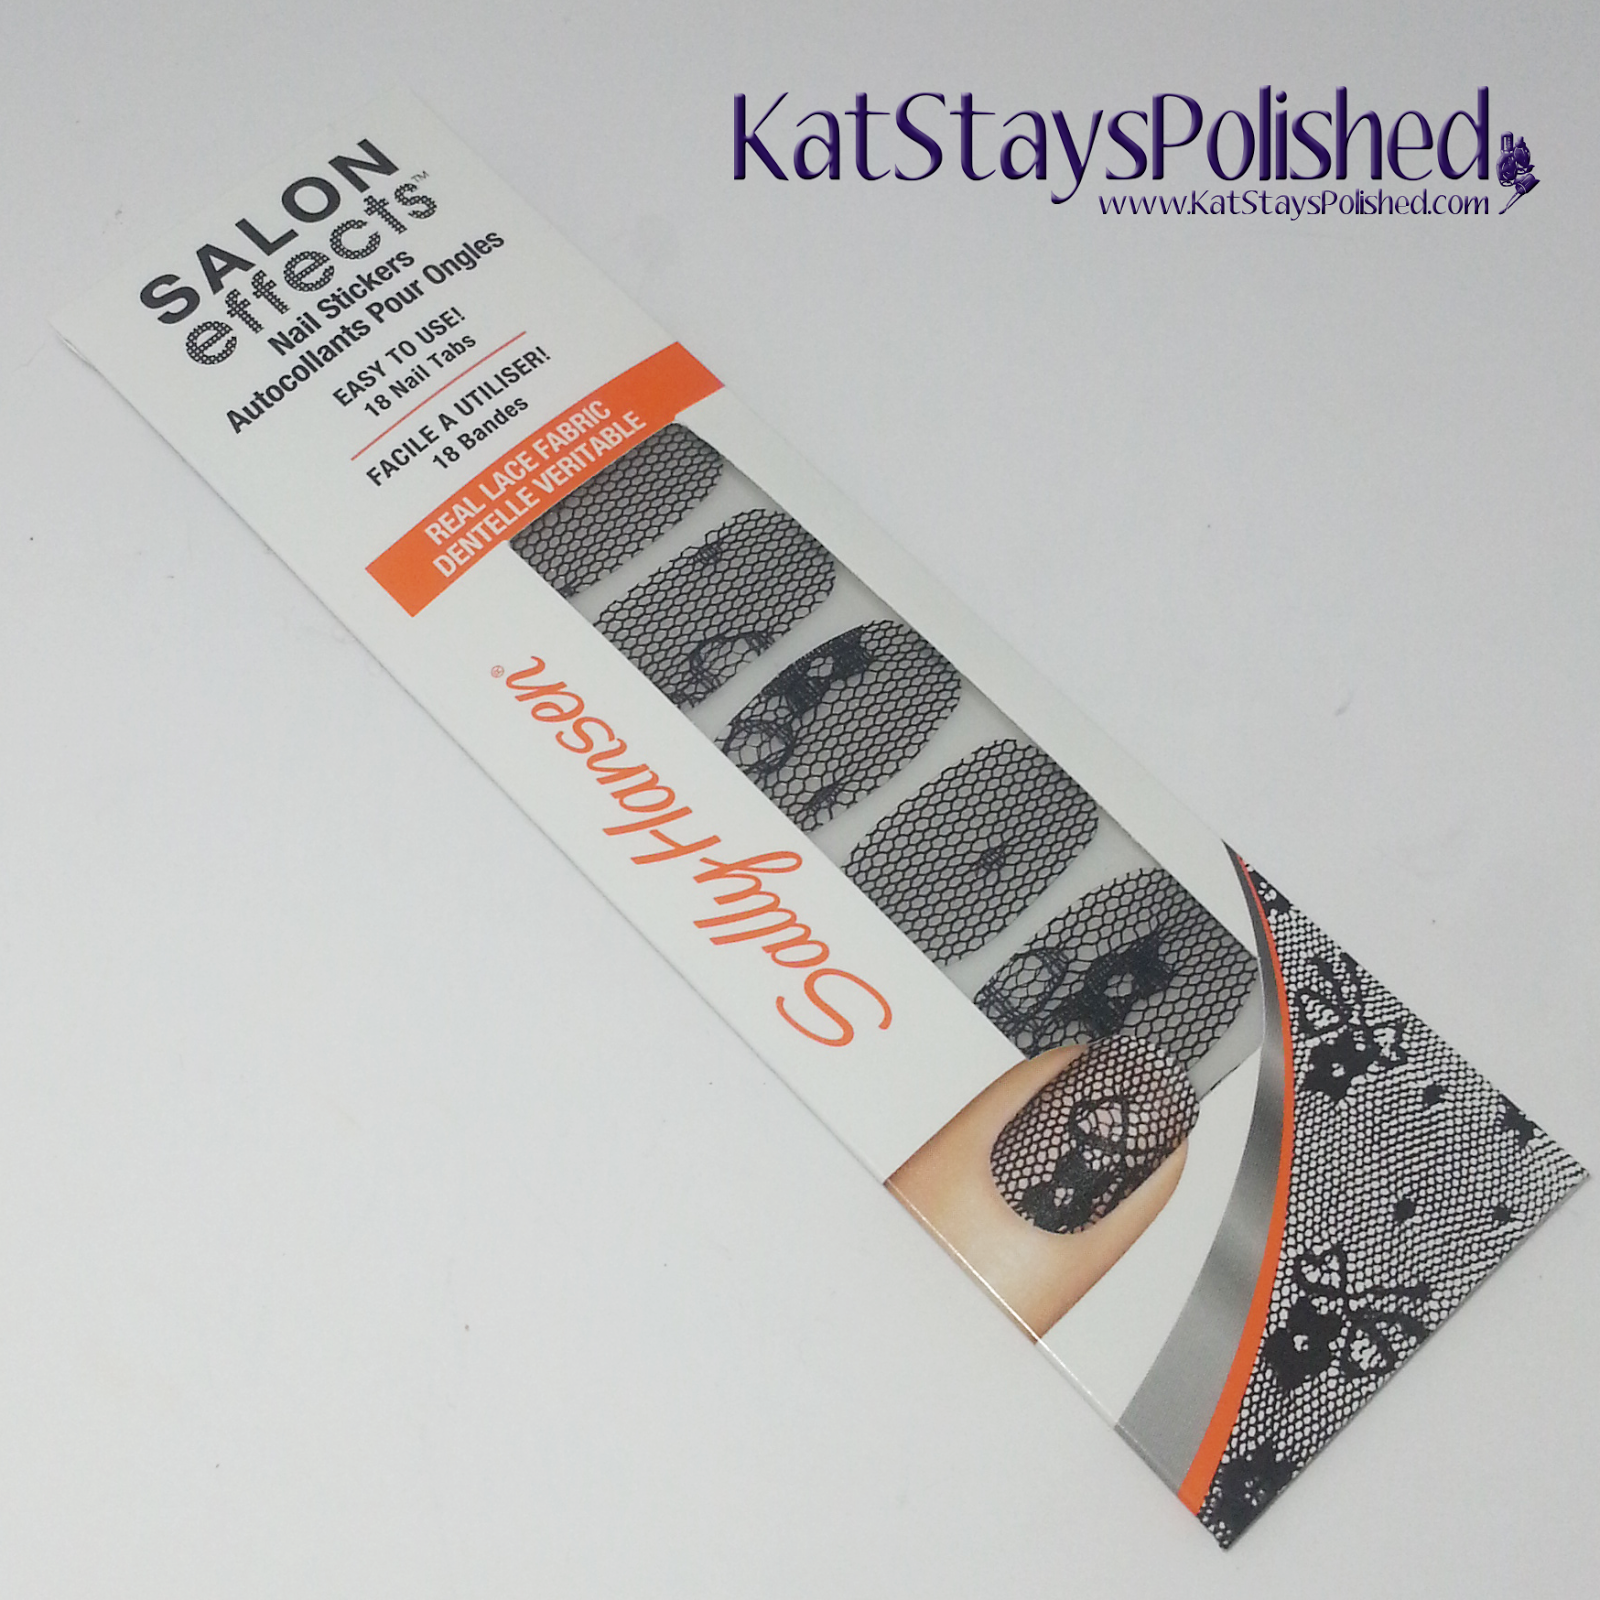 KatStaysPolished
www.KatStaysPolished.com
SALON
effects™
Nail Stickers
Autocollants Pour Ongles
EASY TO USE!
18 Nail Tabs
FACILE A UTILISER!
18 Bandes
REAL LACE FABRIC
DENTELLE VERITABLE
Sally Hansen®